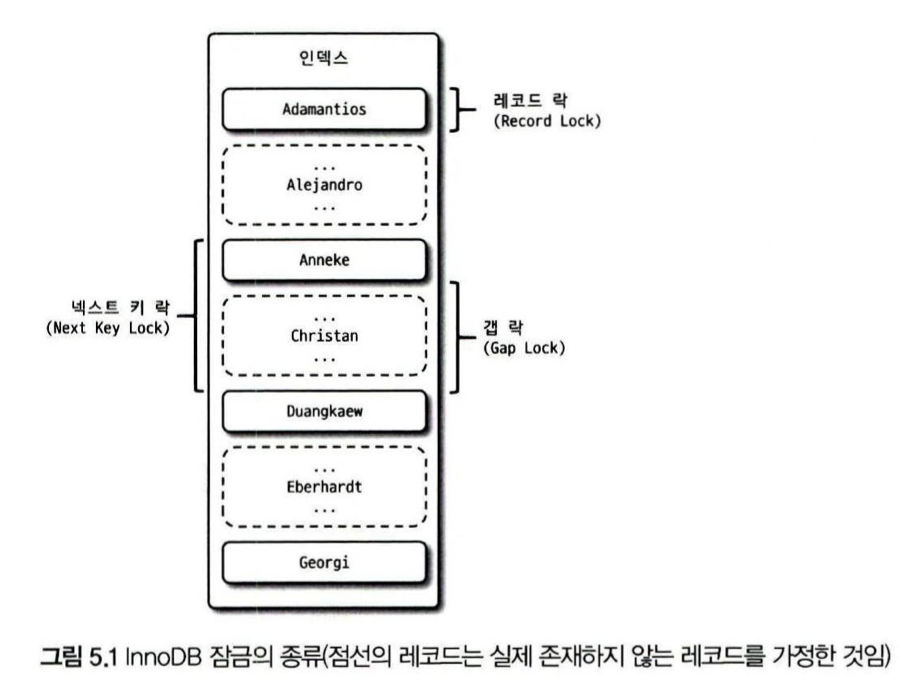 인덱스
Adamantios
레코드 락
(Record Lock)
...
Alejandro
...
Anneke
넥스트 키 락
(Next Key Lock)
...
Christan
...
갭 락
(Gap Lock)
Duangkaew
...
Eberhardt
...
Georgi
그림 5.1 InnoDB 잠금의 종류(점선의 레코드는 실제 존재하지 않는 레코드를 가정한 것임)